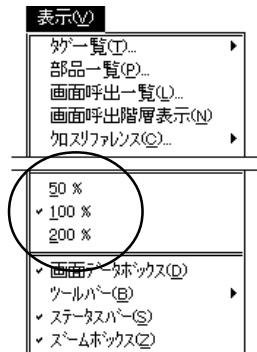 表示(V)
ﾀｸﾞ一覧(T)...
部品一覧(P)...
画面呼出一覧(L)...
画面呼出階層表示(N)
ｸﾛｽﾘﾌｧﾚﾝｽ(C)...
50 %
✓ 100 %
200 %
✓ 画面ﾃﾞｰﾀﾎﾞｯｸｽ(D)
ﾂｰﾙﾊﾞｰ(B)
✓ ｽﾃｰﾀｽﾊﾞｰ(S)
✓ ｽﾞｰﾑﾎﾞｯｸｽ(Z)